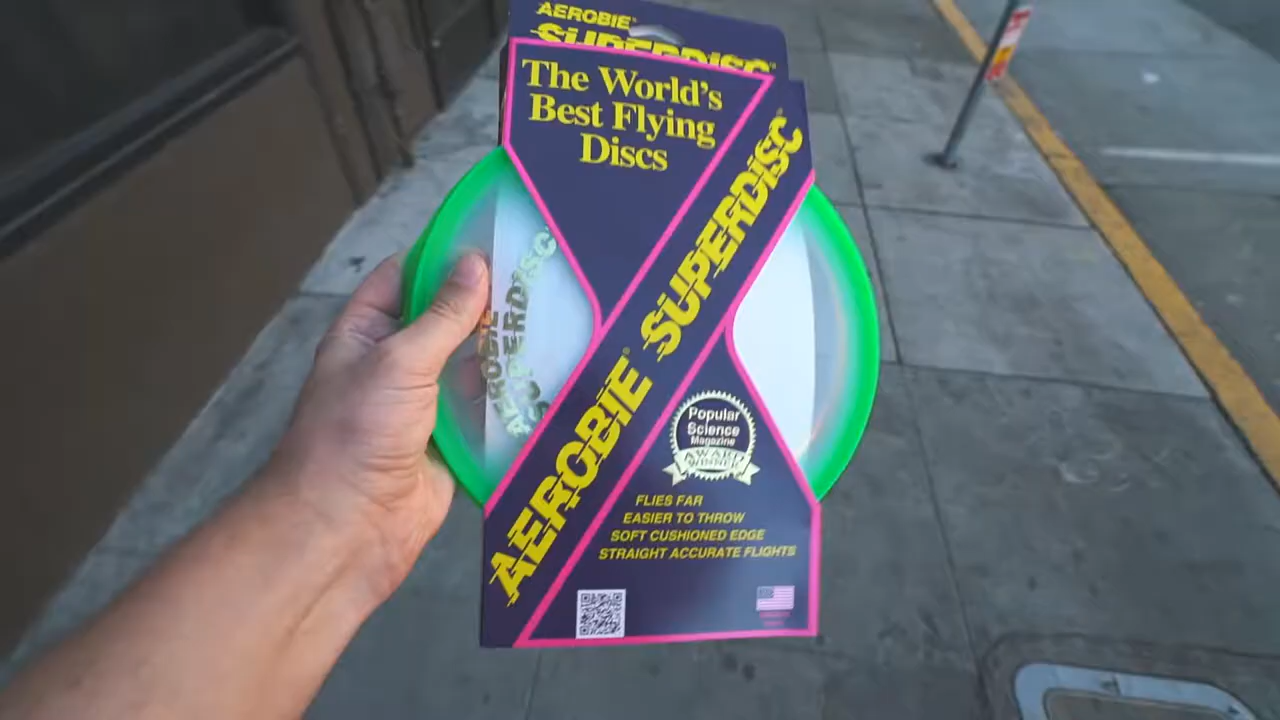 AEROBIE®
SUPERDISC™
The World's
Best Flying
Discs
AEROBIE® SUPERDISC®
AEROBIE
SUPERDISC
Popular
Science
Magazine
AWARD
WINNER
FLIES FAR
EASIER TO THROW
SOFT CUSHIONED EDGE
STRAIGHT ACCURATE FLIGHTS